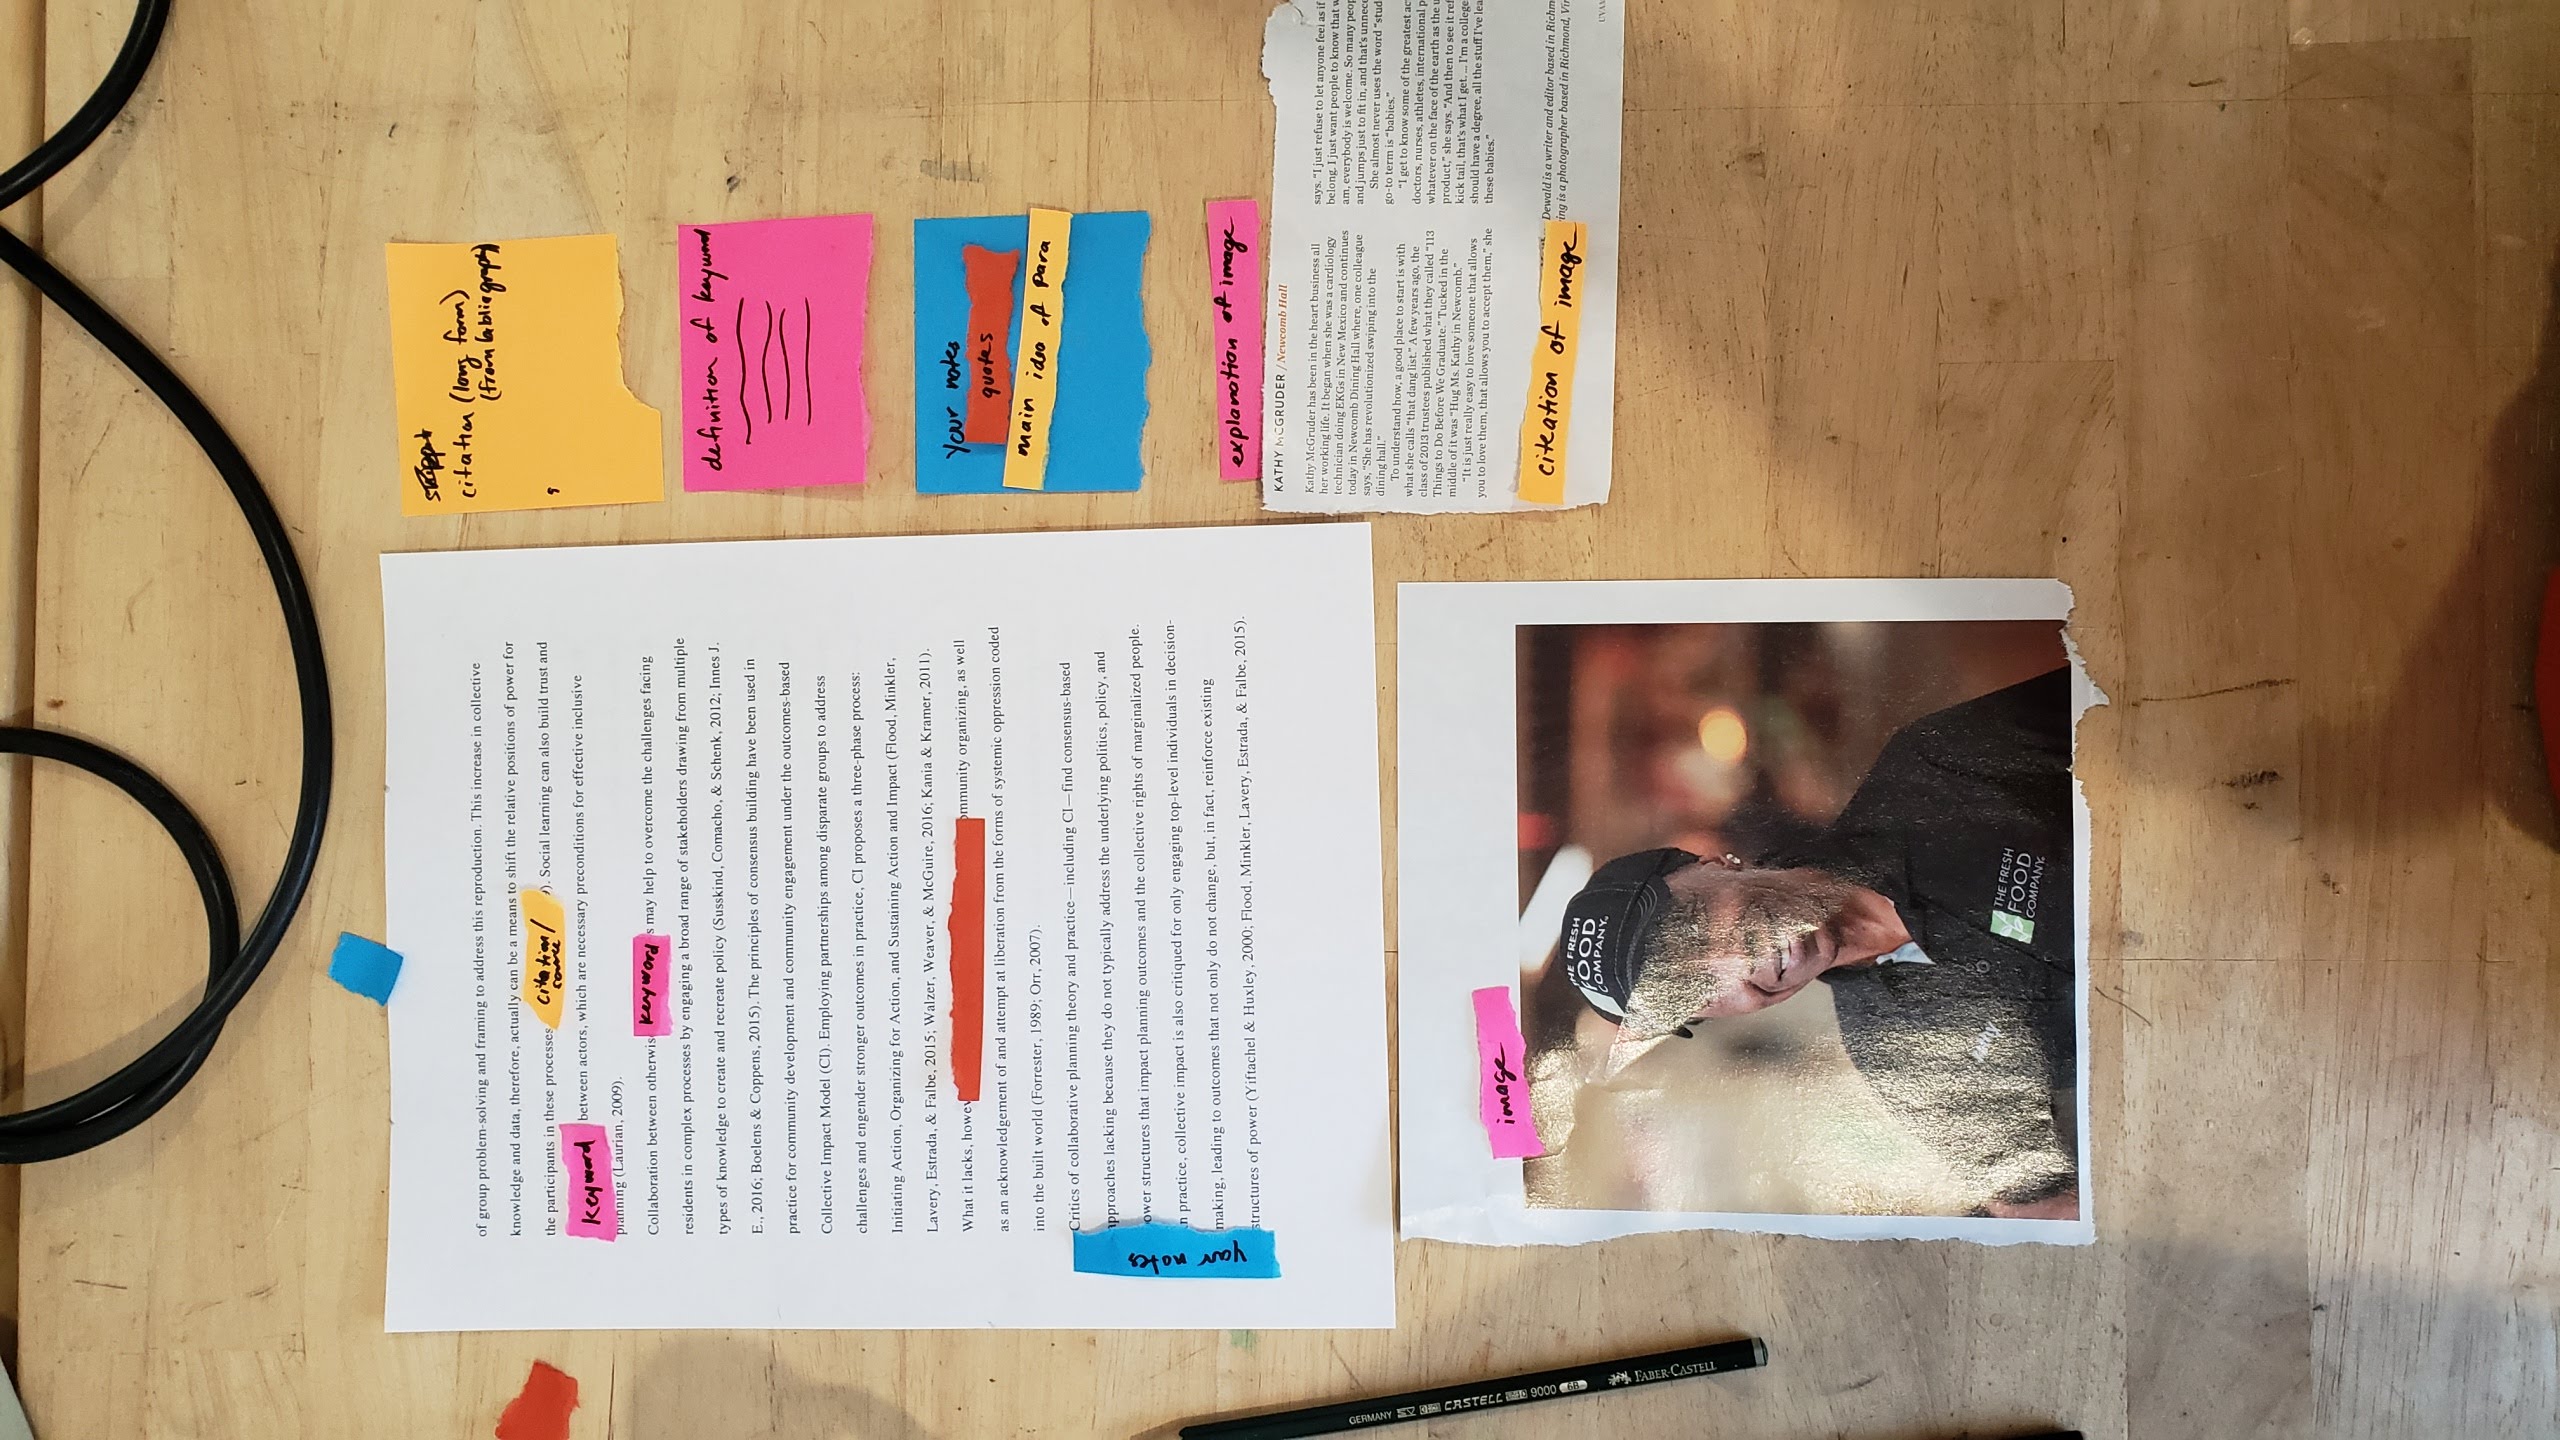 of group problem-solving and framing to address this reproduction. This increase in collective
knowledge and data, therefore, actually can be a means to shift the relative positions of power for
the participants in these processes citation/ ). Social learning can also build trust and
source
keyword between actors, which are necessary preconditions for effective inclusive
planning (Laurian, 2009).
Collaboration between otherwis keyword s may help to overcome the challenges facing
residents in complex processes by engaging a broad range of stakeholders drawing from multiple
types of knowledge to create and recreate policy (Susskind, Comacho, & Schenk, 2012; Innes J.
E., 2016; Boelens & Coppens, 2015). The principles of consensus building have been used in
practice for community development and community engagement under the outcomes-based
Collective Impact Model (CI). Employing partnerships among disparate groups to address
challenges and engender stronger outcomes in practice, CI proposes a three-phase process:
Initiating Action, Organizing for Action, and Sustaining Action and Impact (Flood, Minkler,
Lavery, Estrada, & Falbe, 2015; Walzer, Weaver, & McGuire, 2016; Kania & Kramer, 2011).
What it lacks, howev ommunity organizing, as well
as an acknowledgement of and attempt at liberation from the forms of systemic oppression coded
into the built world (Forrester, 1989; Orr, 2007).
Critics of collaborative planning theory and practice—including CI—find consensus-based
pproaches lacking because they do not typically address the underlying politics, policy, and
ower structures that impact planning outcomes and the collective rights of marginalized people.
n practice, collective impact is also critiqued for only engaging top-level individuals in decision-
making, leading to outcomes that not only do not change, but, in fact, reinforce existing
structures of power (Yiftachel & Huxley, 2000; Flood, Minkler, Lavery, Estrada, & Falbe, 2015).
your notes
citation (long form)
(from bibliography)
definition of keyword
your notes
quotes
main idea of para
explanation of image
KATHY MCGRUDER / Newcomb Hall
Kathy McGruder has been in the heart business all
her working life. It began when she was a cardiology
technician doing EKGs in New Mexico and continues
today in Newcomb Dining Hall where, one colleague
says, "She has revolutionized swiping into the
dining hall."
To understand how, a good place to start is with
what she calls "that dang list." A few years ago, the
class of 2013 trustees published what they called "113
Things to Do Before We Graduate." Tucked in the
middle of it was "Hug Ms. Kathy in Newcomb."
"It is just really easy to love someone that allows
you to love them, that allows you to accept them," she
says. "I just refuse to let anyone feel as if
belong. I just want people to know that w
am, everybody is welcome. So many peop
and jumps just to fit in, and that's unnece
She almost never uses the word "stud
go-to term is "babies."
"I get to know some of the greatest ac
doctors, nurses, athletes, international p
whatever on the face of the earth as the u
product," she says. "And then to see it ref
kick tail, that's what I get. ... I'm a college
should have a degree, all the stuff I've lea
these babies."
citeation of image
Dewald is a writer and editor based in Richm
ing is a photographer based in Richmond, Vir
UVAM
image
THE FRESH
FOOD
COMPANY.
Kathy
THE FRESH
FOOD
COMPANY.
GERMANY CASTELL 9000 6B FABER-CASTELL